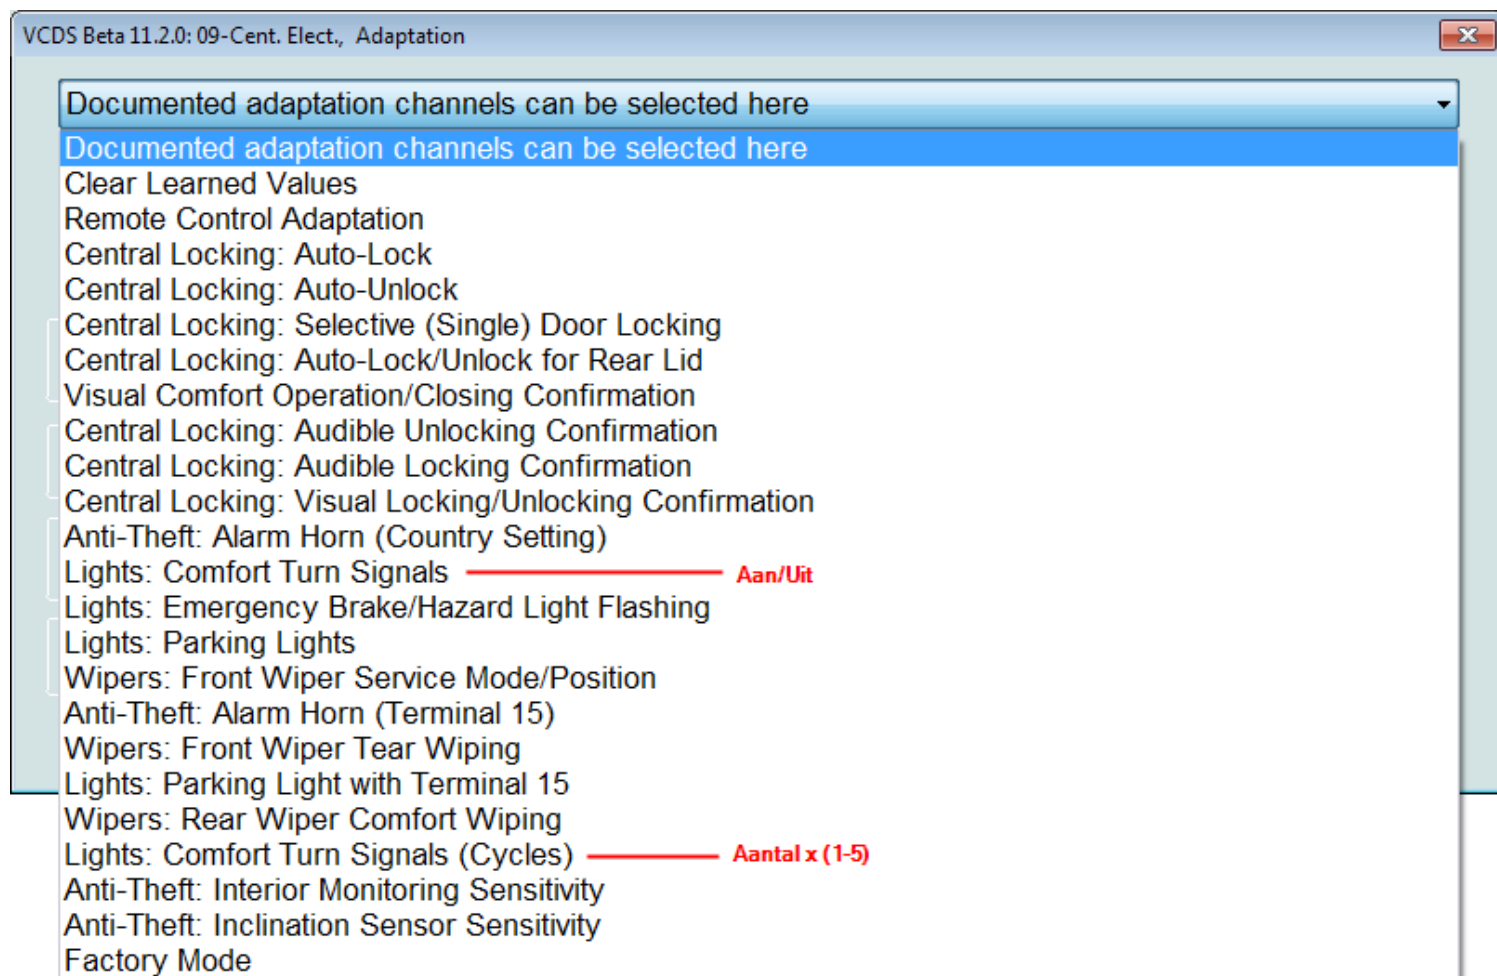 VCDS Beta 11.2.0: 09-Cent. Elect., Adaptation
Documented adaptation channels can be selected here
Documented adaptation channels can be selected here
Clear Learned Values
Remote Control Adaptation
Central Locking: Auto-Lock
Central Locking: Auto-Unlock
Central Locking: Selective (Single) Door Locking
Central Locking: Auto-Lock/Unlock for Rear Lid
Visual Comfort Operation/Closing Confirmation
Central Locking: Audible Unlocking Confirmation
Central Locking: Audible Locking Confirmation
Central Locking: Visual Locking/Unlocking Confirmation
Anti-Theft: Alarm Horn (Country Setting)
Lights: Comfort Turn Signals Aan/Uit
Lights: Emergency Brake/Hazard Light Flashing
Lights: Parking Lights
Wipers: Front Wiper Service Mode/Position
Anti-Theft: Alarm Horn (Terminal 15)
Wipers: Front Wiper Tear Wiping
Lights: Parking Light with Terminal 15
Wipers: Rear Wiper Comfort Wiping
Lights: Comfort Turn Signals (Cycles) Aantal x (1-5)
Anti-Theft: Interior Monitoring Sensitivity
Anti-Theft: Inclination Sensor Sensitivity
Factory Mode